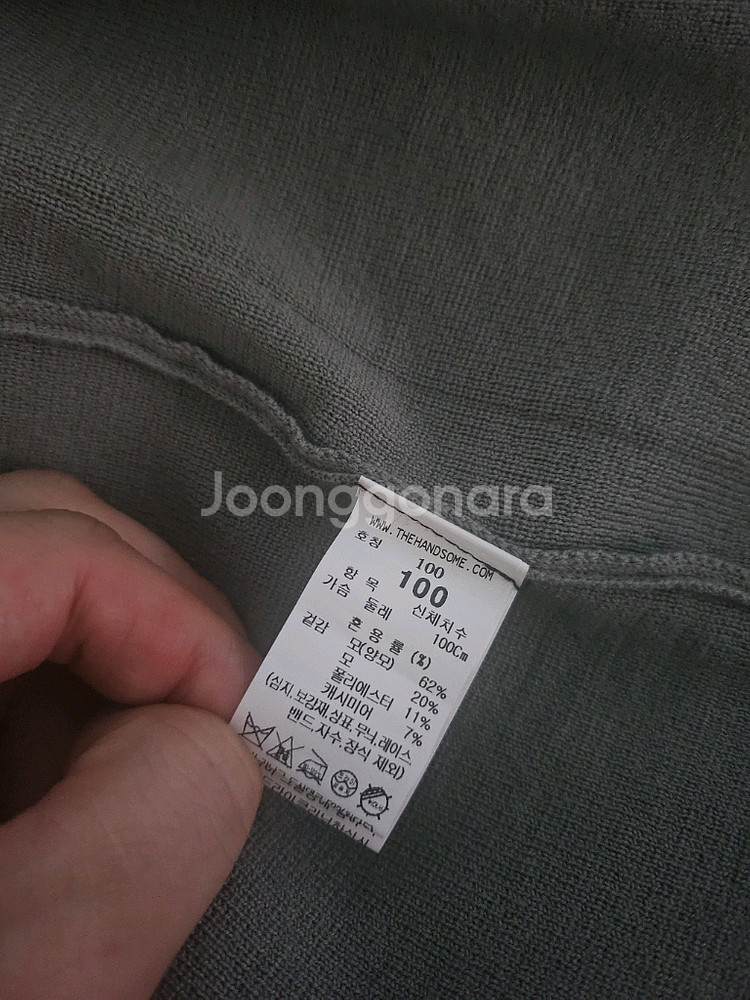 Joonggonara
WWW.THEHANDSOME.COM
호칭 100
100
항 목 신체치수
가슴 둘레 100Cm
겉감 혼 용 률 (%)
모(양모) 62%
모 20%
폴리에스터 11%
캐시미어 7%
(심지,보강재,상표,무늬,레이스,
밴드,자수,장식 제외)